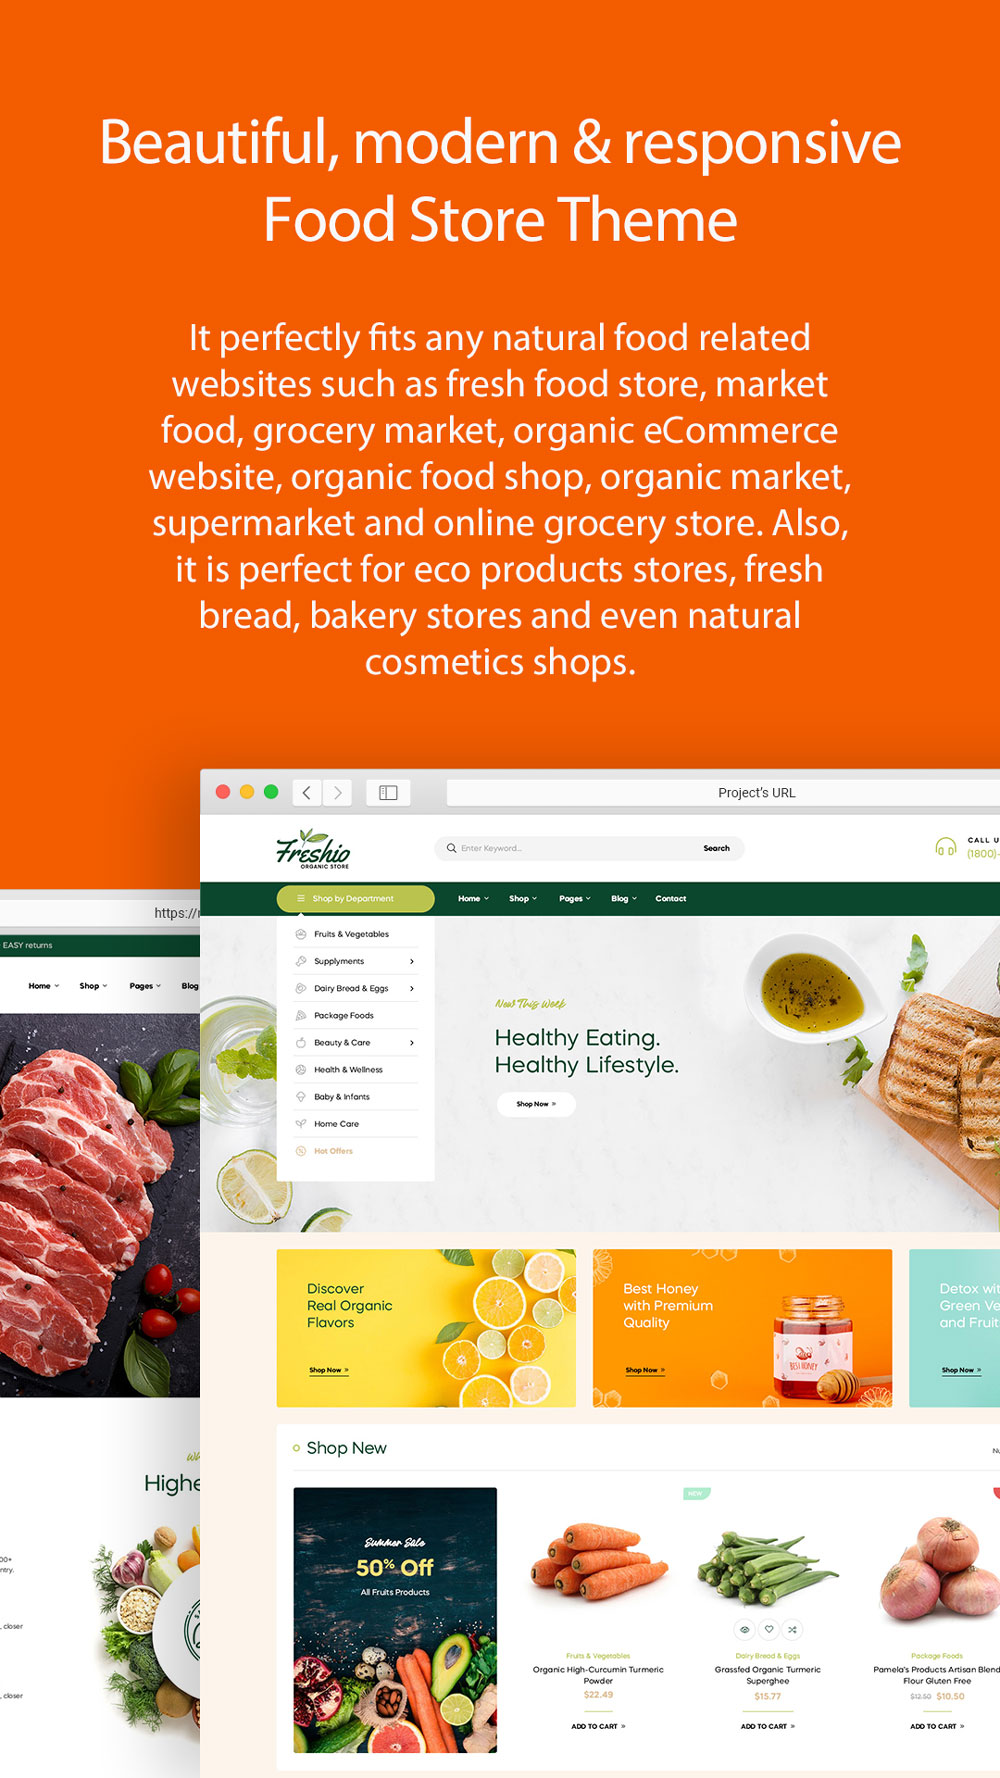 Beautiful, modern & responsive
Food Store Theme
It perfectly fits any natural food related
websites such as fresh food store, market
food, grocery market, organic eCommerce
website, organic food shop, organic market,
supermarket and online grocery store. Also,
it is perfect for eco products stores, fresh
bread, bakery stores and even natural
cosmetics shops.
Project's URL
Freshio
ORGANIC STORE
Enter Keyword...
Search
CALL U
(1800)-
Shop by Department
Home
Shop
Pages
Blog
Contact
Fruits & Vegetables
Supplyments
Dairy Bread & Eggs
Package Foods
Beauty & Care
Health & Wellness
Baby & Infants
Home Care
Hot Offers
New This Week
Healthy Eating.
Healthy Lifestyle.
Shop Now »
https://
EASY returns
Home
Shop
Pages
Blog
Discover
Real Organic
Flavors
Shop Now »
Best Honey
with Premium
Quality
Shop Now »
BEST HONEY
Detox wit
Green Ve
and Fruit
Shop Now »
Shop New
Summer Sale
50% Off
All Fruits Products
Fruits & Vegetables
Organic High-Curcumin Turmeric
Powder
$22.49
ADD TO CART »
NEW
Dairy Bread & Eggs
Grassfed Organic Turmeric
Superghee
$15.77
ADD TO CART »
Package Foods
Pamela's Products Artisan Blend
Flour Gluten Free
$12.50 $10.50
ADD TO CART »
Highe
00+
ntry.
, closer
, closer